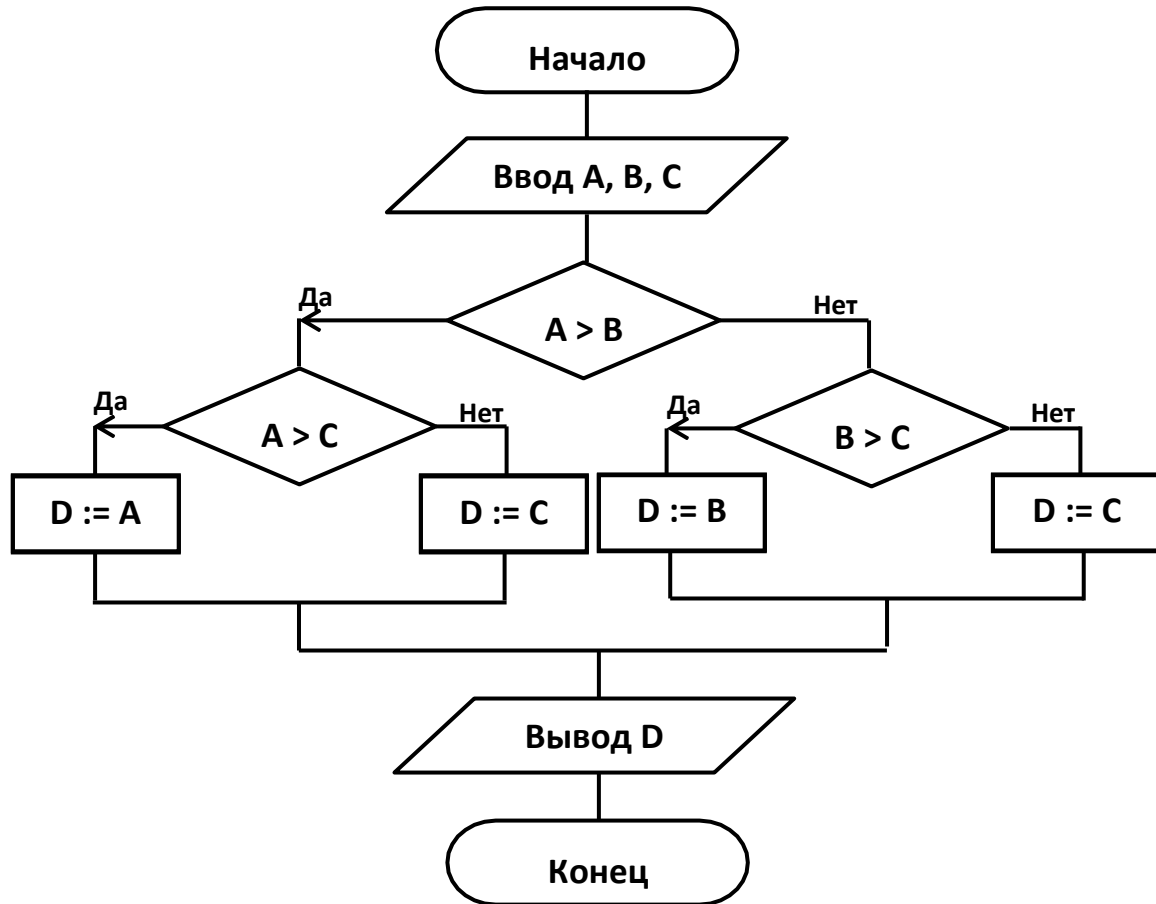 Начало
Ввод A, B, C
Да
A > B
Нет
Да
A > C
Нет
Да
B > C
Нет
D := A
D := C
D := B
D := C
Вывод D
Конец